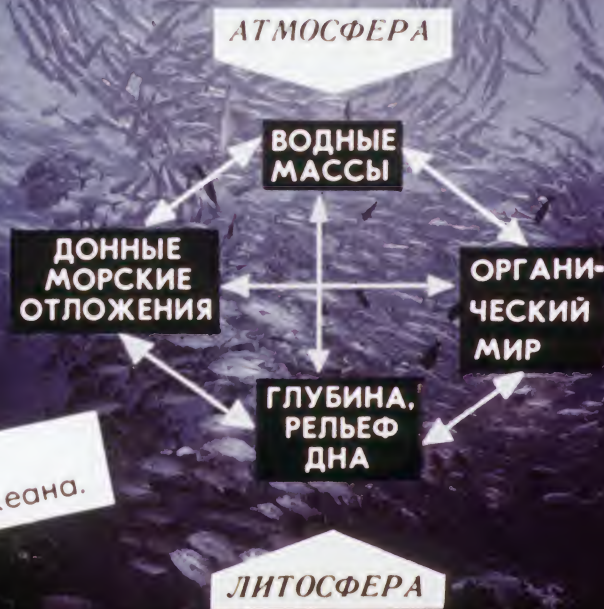 АТМОСФЕРА
ВОДНЫЕ
МАССЫ
ДОННЫЕ
МОРСКИЕ
ОТЛОЖЕНИЯ
ОРГАНИ-
ЧЕСКИЙ
МИР
ГЛУБИНА,
РЕЛЬЕФ
ДНА
ЛИТОСФЕРА